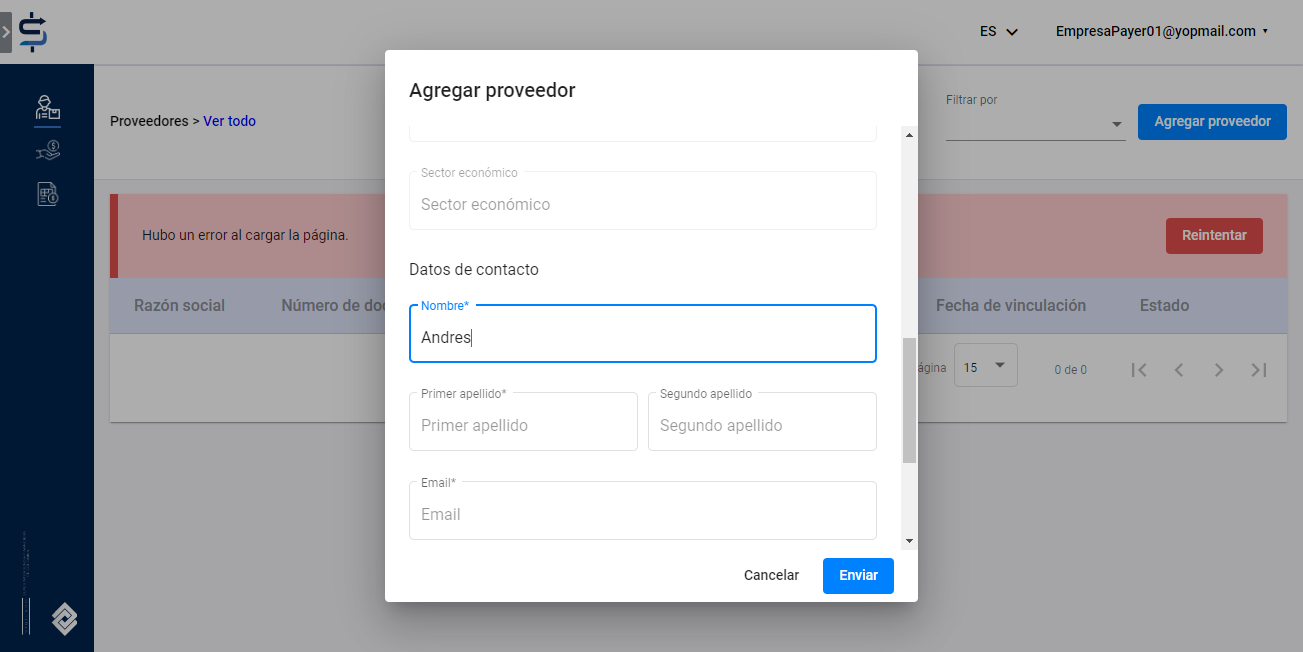 ES
EmpresaPayer01@yopmail.com
Agregar proveedor
Filtrar por
Proveedores > Ver todo
Agregar proveedor
Sector económico
Sector económico
Hubo un error al cargar la página.
Reintentar
Datos de contacto
Razón social
Número de doc
Fecha de vinculación
Estado
Nombre*
Andres
ágina
15
0 de 0
Primer apellido*
Segundo apellido
Primer apellido
Segundo apellido
Email*
Email
Cancelar
Enviar